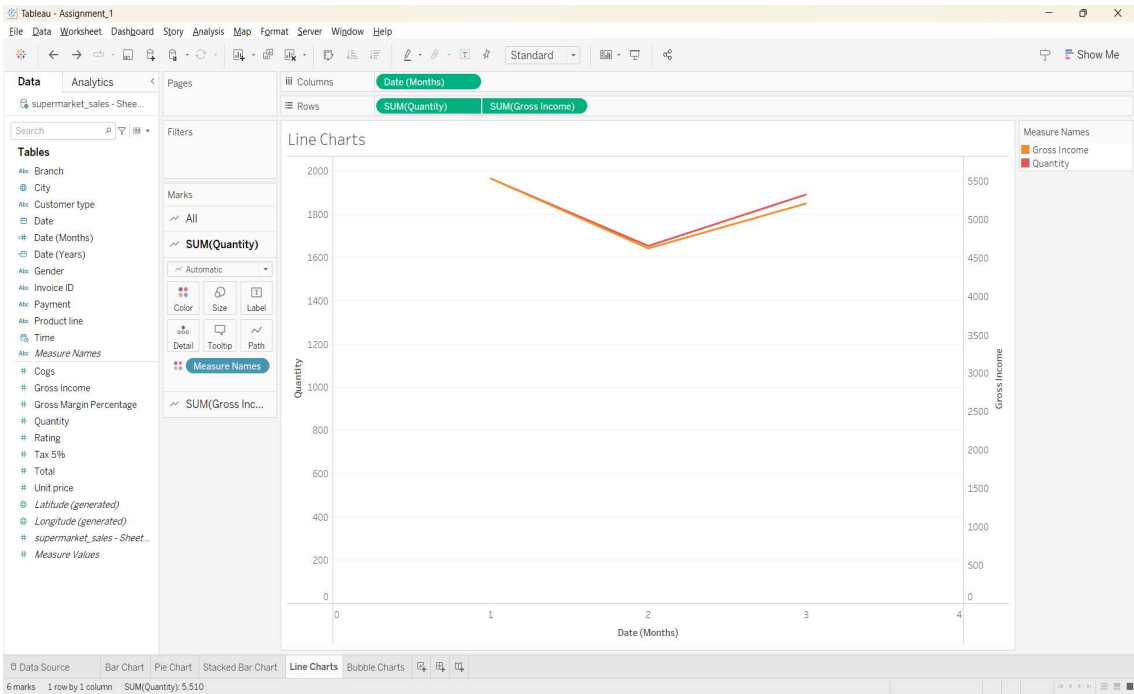 Tableau - Assignment_1
File Data Worksheet Dashboard Story Analysis Map Format Server Window Help
Standard
Show Me
Data Analytics
supermarket_sales - Shee...
Search
Tables
Abc Branch
City
Abc Customer type
Date
Date (Months)
Date (Years)
Abc Gender
Abc Invoice ID
Abc Payment
Abc Product line
Time
Abc Measure Names
# Cogs
# Gross Income
# Gross Margin Percentage
# Quantity
# Rating
# Tax 5%
# Total
# Unit price
Latitude (generated)
Longitude (generated)
# supermarket_sales - Sheet...
# Measure Values
Pages
Filters
Marks
All
SUM(Quantity)
Automatic
Color Size Label
Detail Tooltip Path
Measure Names
SUM(Gross Inc...
Columns Date (Months)
Rows SUM(Quantity) SUM(Gross Income)
Line Charts
2000
1800
1600
1400
1200
1000
800
600
400
200
0
Quantity
5500
5000
4500
4000
3500
3000
2500
2000
1500
1000
500
0
Gross Income
0 1 2 3 4
Date (Months)
Measure Names
Gross Income
Quantity
Data Source Bar Chart Pie Chart Stacked Bar Chart Line Charts Bubble Charts
6 marks 1 row by 1 column SUM(Quantity): 5,510